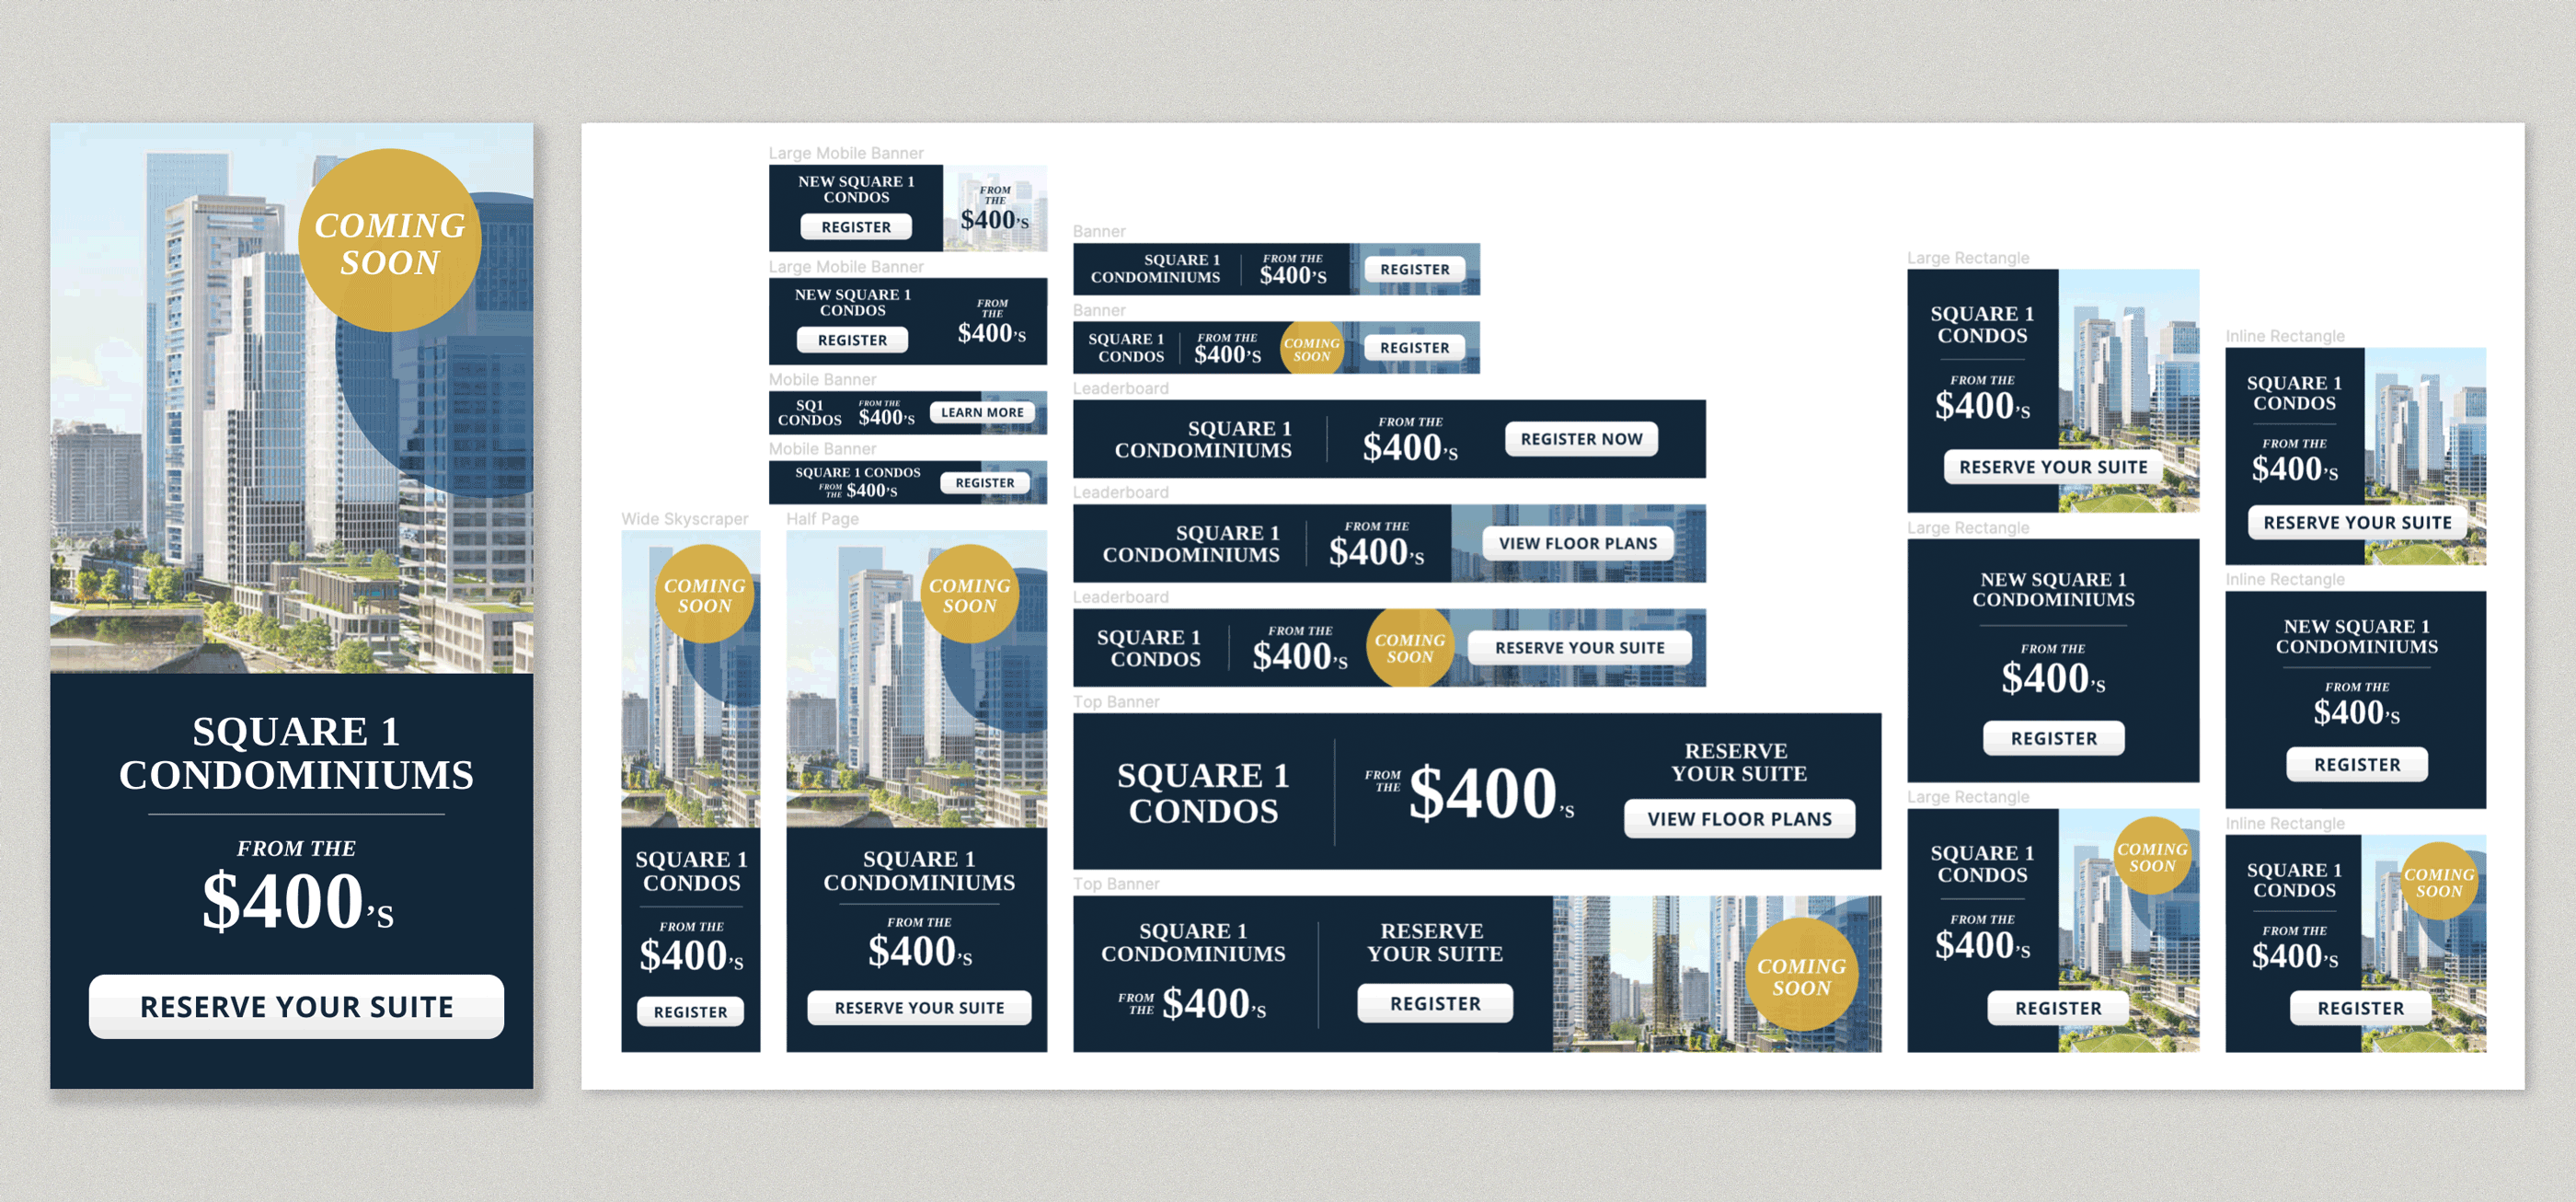 COMING
SOON
SQUARE 1
CONDOMINIUMS
FROM THE
$400's
RESERVE YOUR SUITE
Large Mobile Banner
NEW SQUARE 1
CONDOS
REGISTER
FROM
THE
$400's
Large Mobile Banner
NEW SQUARE 1
CONDOS
REGISTER
FROM
THE
$400's
Mobile Banner
SQ1
CONDOS
FROM THE
$400's
LEARN MORE
Mobile Banner
SQUARE 1 CONDOS
FROM
THE
$400's
REGISTER
Wide Skyscraper
COMING
SOON
SQUARE 1
CONDOS
FROM THE
$400's
REGISTER
Half Page
COMING
SOON
SQUARE 1
CONDOMINIUMS
FROM THE
$400's
RESERVE YOUR SUITE
Banner
SQUARE 1
CONDOMINIUMS
FROM THE
$400's
REGISTER
Banner
SQUARE 1
CONDOS
FROM THE
$400's
COMING
SOON
REGISTER
Leaderboard
SQUARE 1
CONDOMINIUMS
FROM THE
$400's
REGISTER NOW
Leaderboard
SQUARE 1
CONDOMINIUMS
FROM THE
$400's
VIEW FLOOR PLANS
Leaderboard
SQUARE 1
CONDOS
FROM THE
$400's
COMING
SOON
RESERVE YOUR SUITE
Top Banner
SQUARE 1
CONDOS
FROM
THE
$400's
RESERVE
YOUR SUITE
VIEW FLOOR PLANS
Top Banner
SQUARE 1
CONDOMINIUMS
FROM
THE
$400's
RESERVE
YOUR SUITE
REGISTER
COMING
SOON
Large Rectangle
SQUARE 1
CONDOS
FROM THE
$400's
RESERVE YOUR SUITE
Large Rectangle
NEW SQUARE 1
CONDOMINIUMS
FROM THE
$400's
REGISTER
Large Rectangle
SQUARE 1
CONDOS
FROM THE
$400's
REGISTER
COMING
SOON
Inline Rectangle
SQUARE 1
CONDOS
FROM THE
$400's
RESERVE YOUR SUITE
Inline Rectangle
NEW SQUARE 1
CONDOMINIUMS
FROM THE
$400's
REGISTER
Inline Rectangle
SQUARE 1
CONDOS
FROM THE
$400's
REGISTER
COMING
SOON